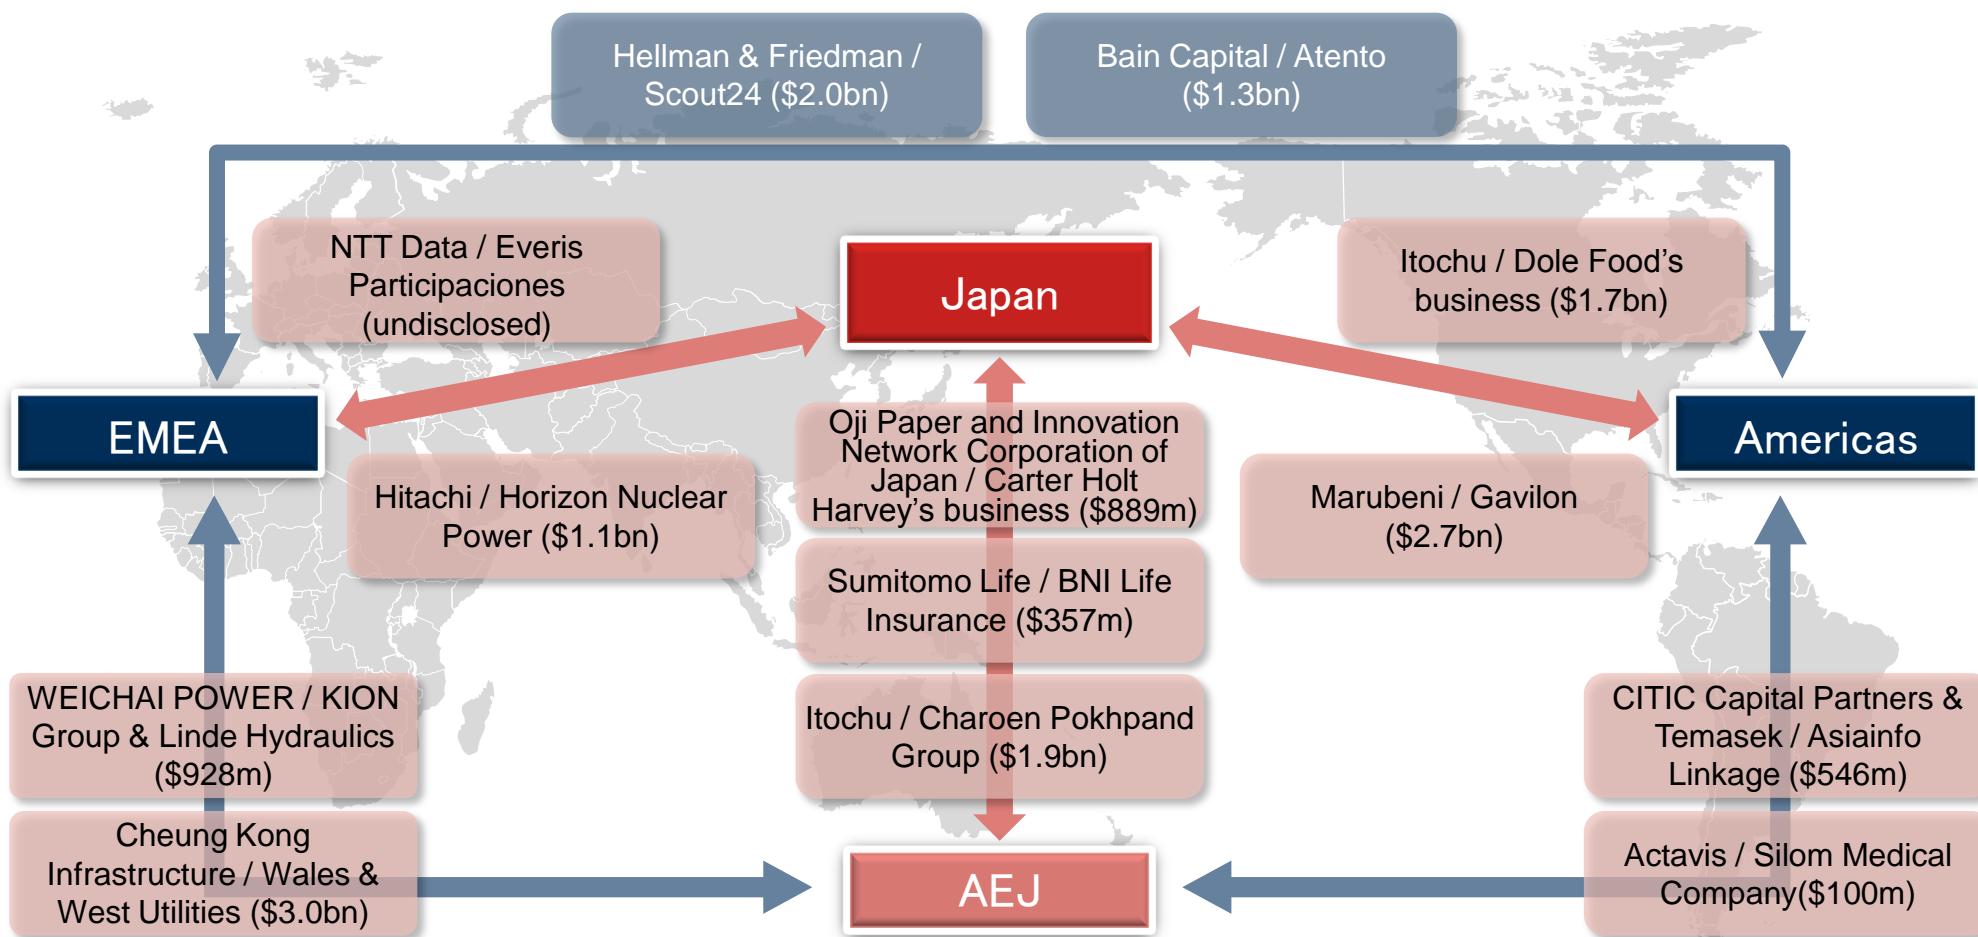 Hellman & Friedman /
Scout24 ($2.0bn)
Bain Capital / Atento
($1.3bn)
NTT Data / Everis
Participaciones
(undisclosed)
Japan
Itochu / Dole Food’s
business ($1.7bn)
EMEA
Americas
Hitachi / Horizon Nuclear
Power ($1.1bn)
Oji Paper and Innovation
Network Corporation of
Japan / Carter Holt
Harvey’s business ($889m)
Marubeni / Gavilon
($2.7bn)
Sumitomo Life / BNI Life
Insurance ($357m)
WEICHAI POWER / KION
Group & Linde Hydraulics
($928m)
Itochu / Charoen Pokhpand
Group ($1.9bn)
CITIC Capital Partners &
Temasek / Asiainfo
Linkage ($546m)
Cheung Kong
Infrastructure / Wales &
West Utilities ($3.0bn)
AEJ
Actavis / Silom Medical
Company($100m)